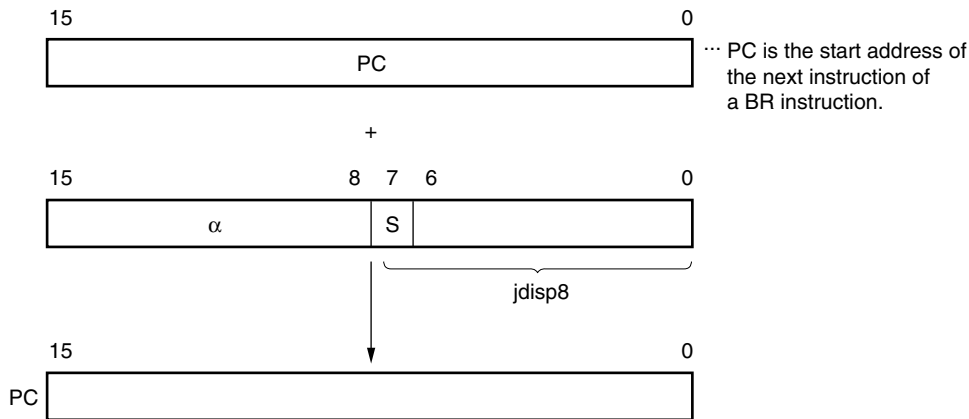 15 0
PC
... PC is the start address of
the next instruction of
a BR instruction.
+
15 8 7 6 0
α S
jdisp8
15 0
PC